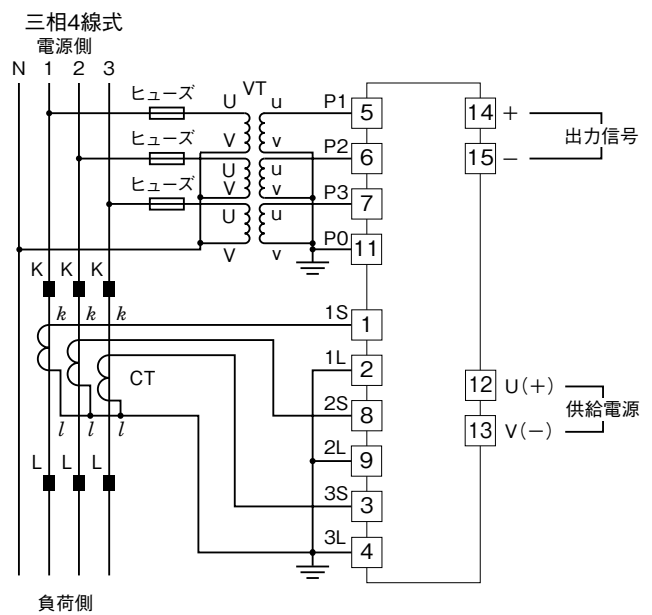 三相4線式
電源側
N 1 2 3
ヒューズ U VT u P1 5 14 +
V v 出力信号
ヒューズ P2 6 15 −
U u
V v
ヒューズ P3 7
U u
V v P0 11
K K K
k k k 1S 1
1L 2
CT 12 U(+)
2S 8 供給電源
l l l 13 V(−)
2L 9
L L L
3S 3
3L 4
負荷側